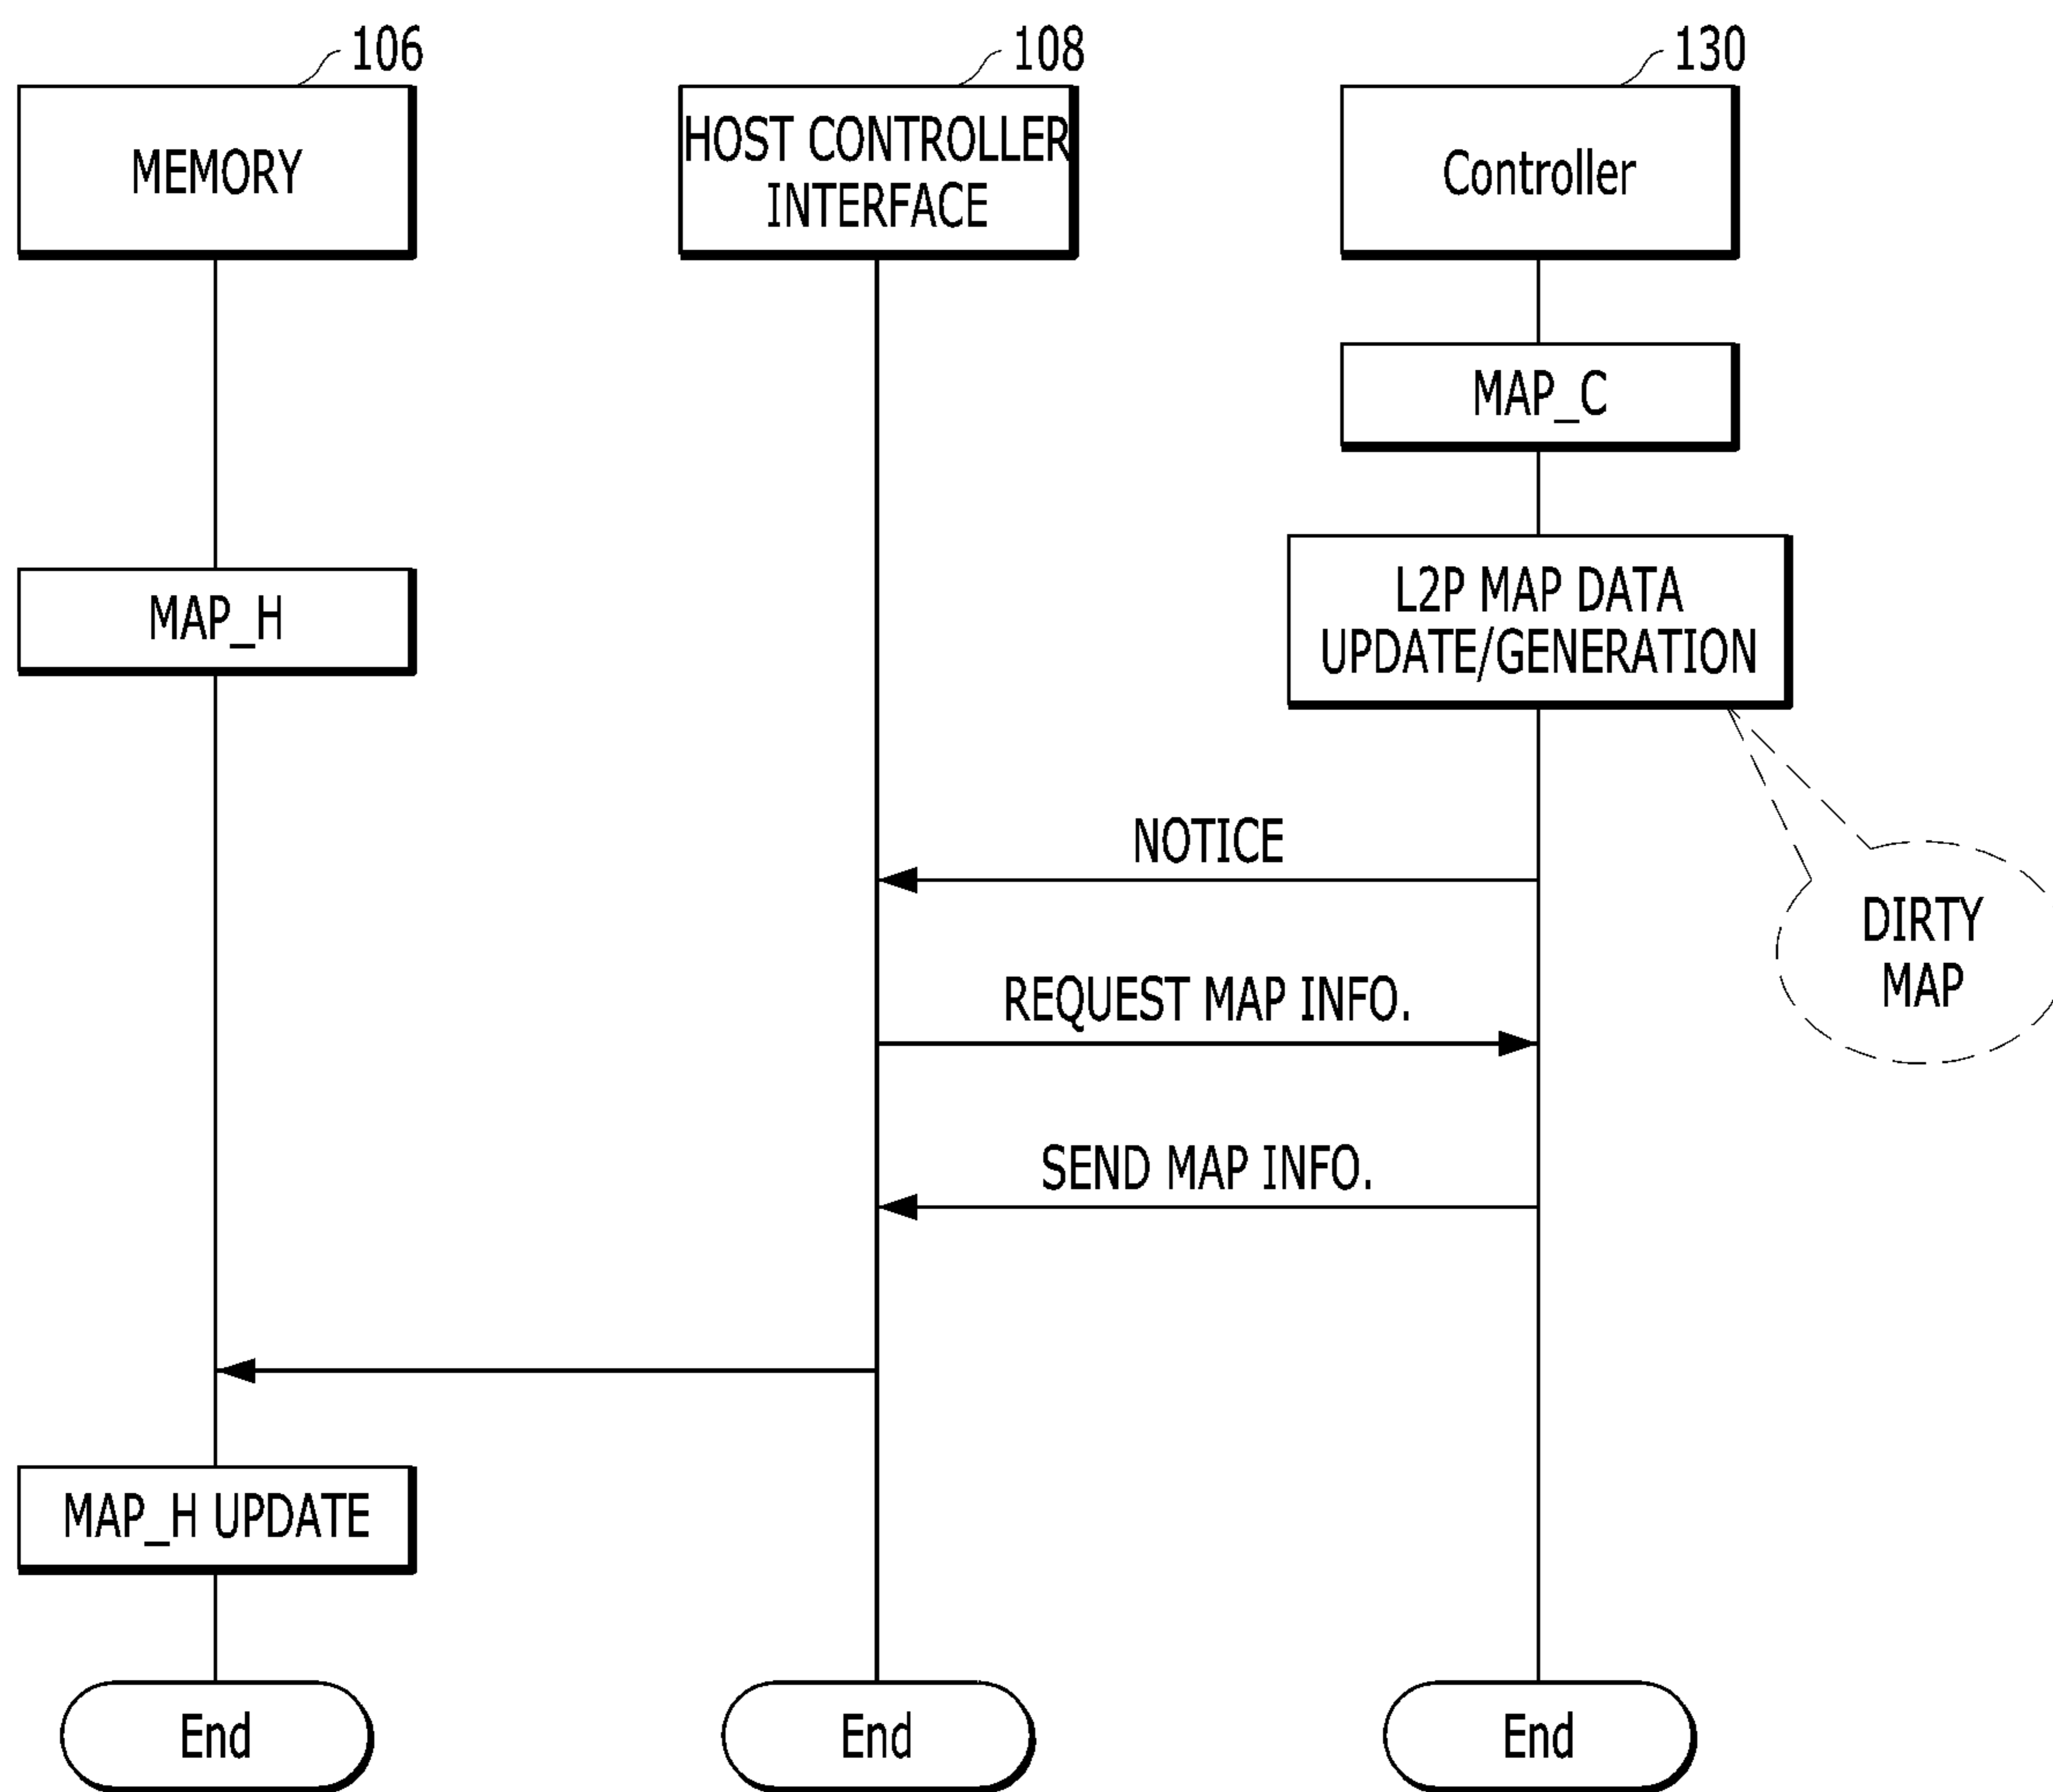 106
108
130
MEMORY
HOST CONTROLLER
INTERFACE
Controller
MAP_C
MAP_H
L2P MAP DATA
UPDATE/GENERATION
NOTICE
DIRTY
MAP
REQUEST MAP INFO.
SEND MAP INFO.
MAP_H UPDATE
End
End
End